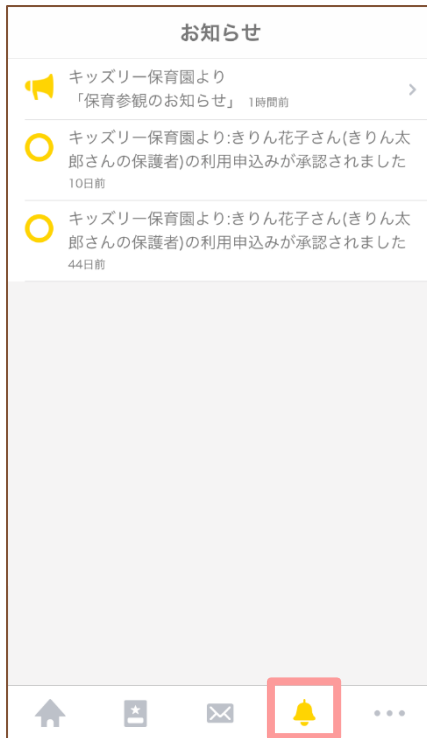 お知らせ
キッズリー保育園より
「保育参観のお知らせ」 1時間前
キッズリー保育園より:きりん花子さん(きりん太
郎さんの保護者)の利用申込みが承認されました
10日前
キッズリー保育園より:きりん花子さん(きりん太
郎さんの保護者)の利用申込みが承認されました
44日前